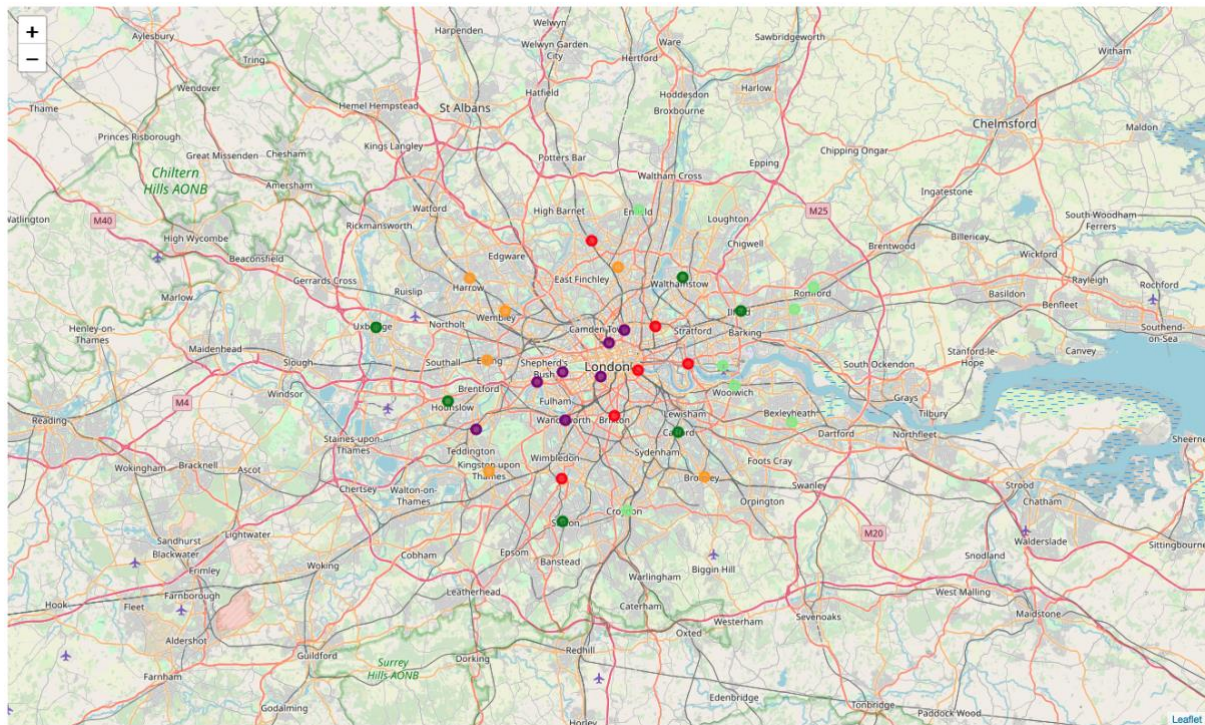 +
−
Welwyn
Aylesbury
Harpenden
Ware
Sawbridgeworth
Welwyn Garden
City
Witham
Tring
Hertford
Wendover
Hatfield
Hoddesdon
Harlow
Thame
Hemel Hempstead
St Albans
Broxbourne
Chelmsford
Maldon
Princes Risborough
Kings Langley
Chesham
Great Missenden
Potters Bar
Epping
Chipping Ongar
Chiltern
Hills AONB
Amersham
Waltham Cross
Ingatestone
Watford
High Barnet
Loughton
M25
South Woodham
Ferrers
M40
Rickmansworth
High Wycombe
Chigwell
Brentwood
Billericay
Beaconsfield
Edgware
Wickford
East Finchley
Rayleigh
Rochford
Gerrards Cross
Walthamstow
Harrow
Ruislip
Romford
Basildon
Marlow
Wembley
Benfleet
Southend-
on-Sea
Uxbridge
Northolt
Stratford
Barking
Henley-on-
Thames
Canvey
Maidenhead
Slough
Southall
Shepherd's
Bush
London
South Ockendon
Stanford-le-
Hope
Brentford
Woolwich
Windsor
Grays
M4
Fulham
Tilbury
Hounslow
Lewisham
Bexleyheath
Reading
Staines-upon-
Thames
Dartford
Northfleet
Teddington
Sydenham
Wimbledon
Foots Cray
Wokingham
Bracknell
Ascot
Kingston-upon
Thames
Strood
Chertsey
Walton-on-
Thames
Swanley
Orpington
Chatham
Sandhurst
Lightwater
Epsom
M20
Walderslade
Sittingbourne
Blackwater
Cobham
Banstead
Biggin Hill
Snodland
Frimley
Woking
Warlingham
Leatherhead
West Malling
Hook
Fleet
Farnborough
Caterham
Westerham
Maidstone
Sevenoaks
Aldershot
Oxted
Guildford
Redhill
Surrey
Hills AONB
Dorking
Farnham
Edenbridge
Tonbridge
Godalming
Horley
Paddock Wood
Leaflet